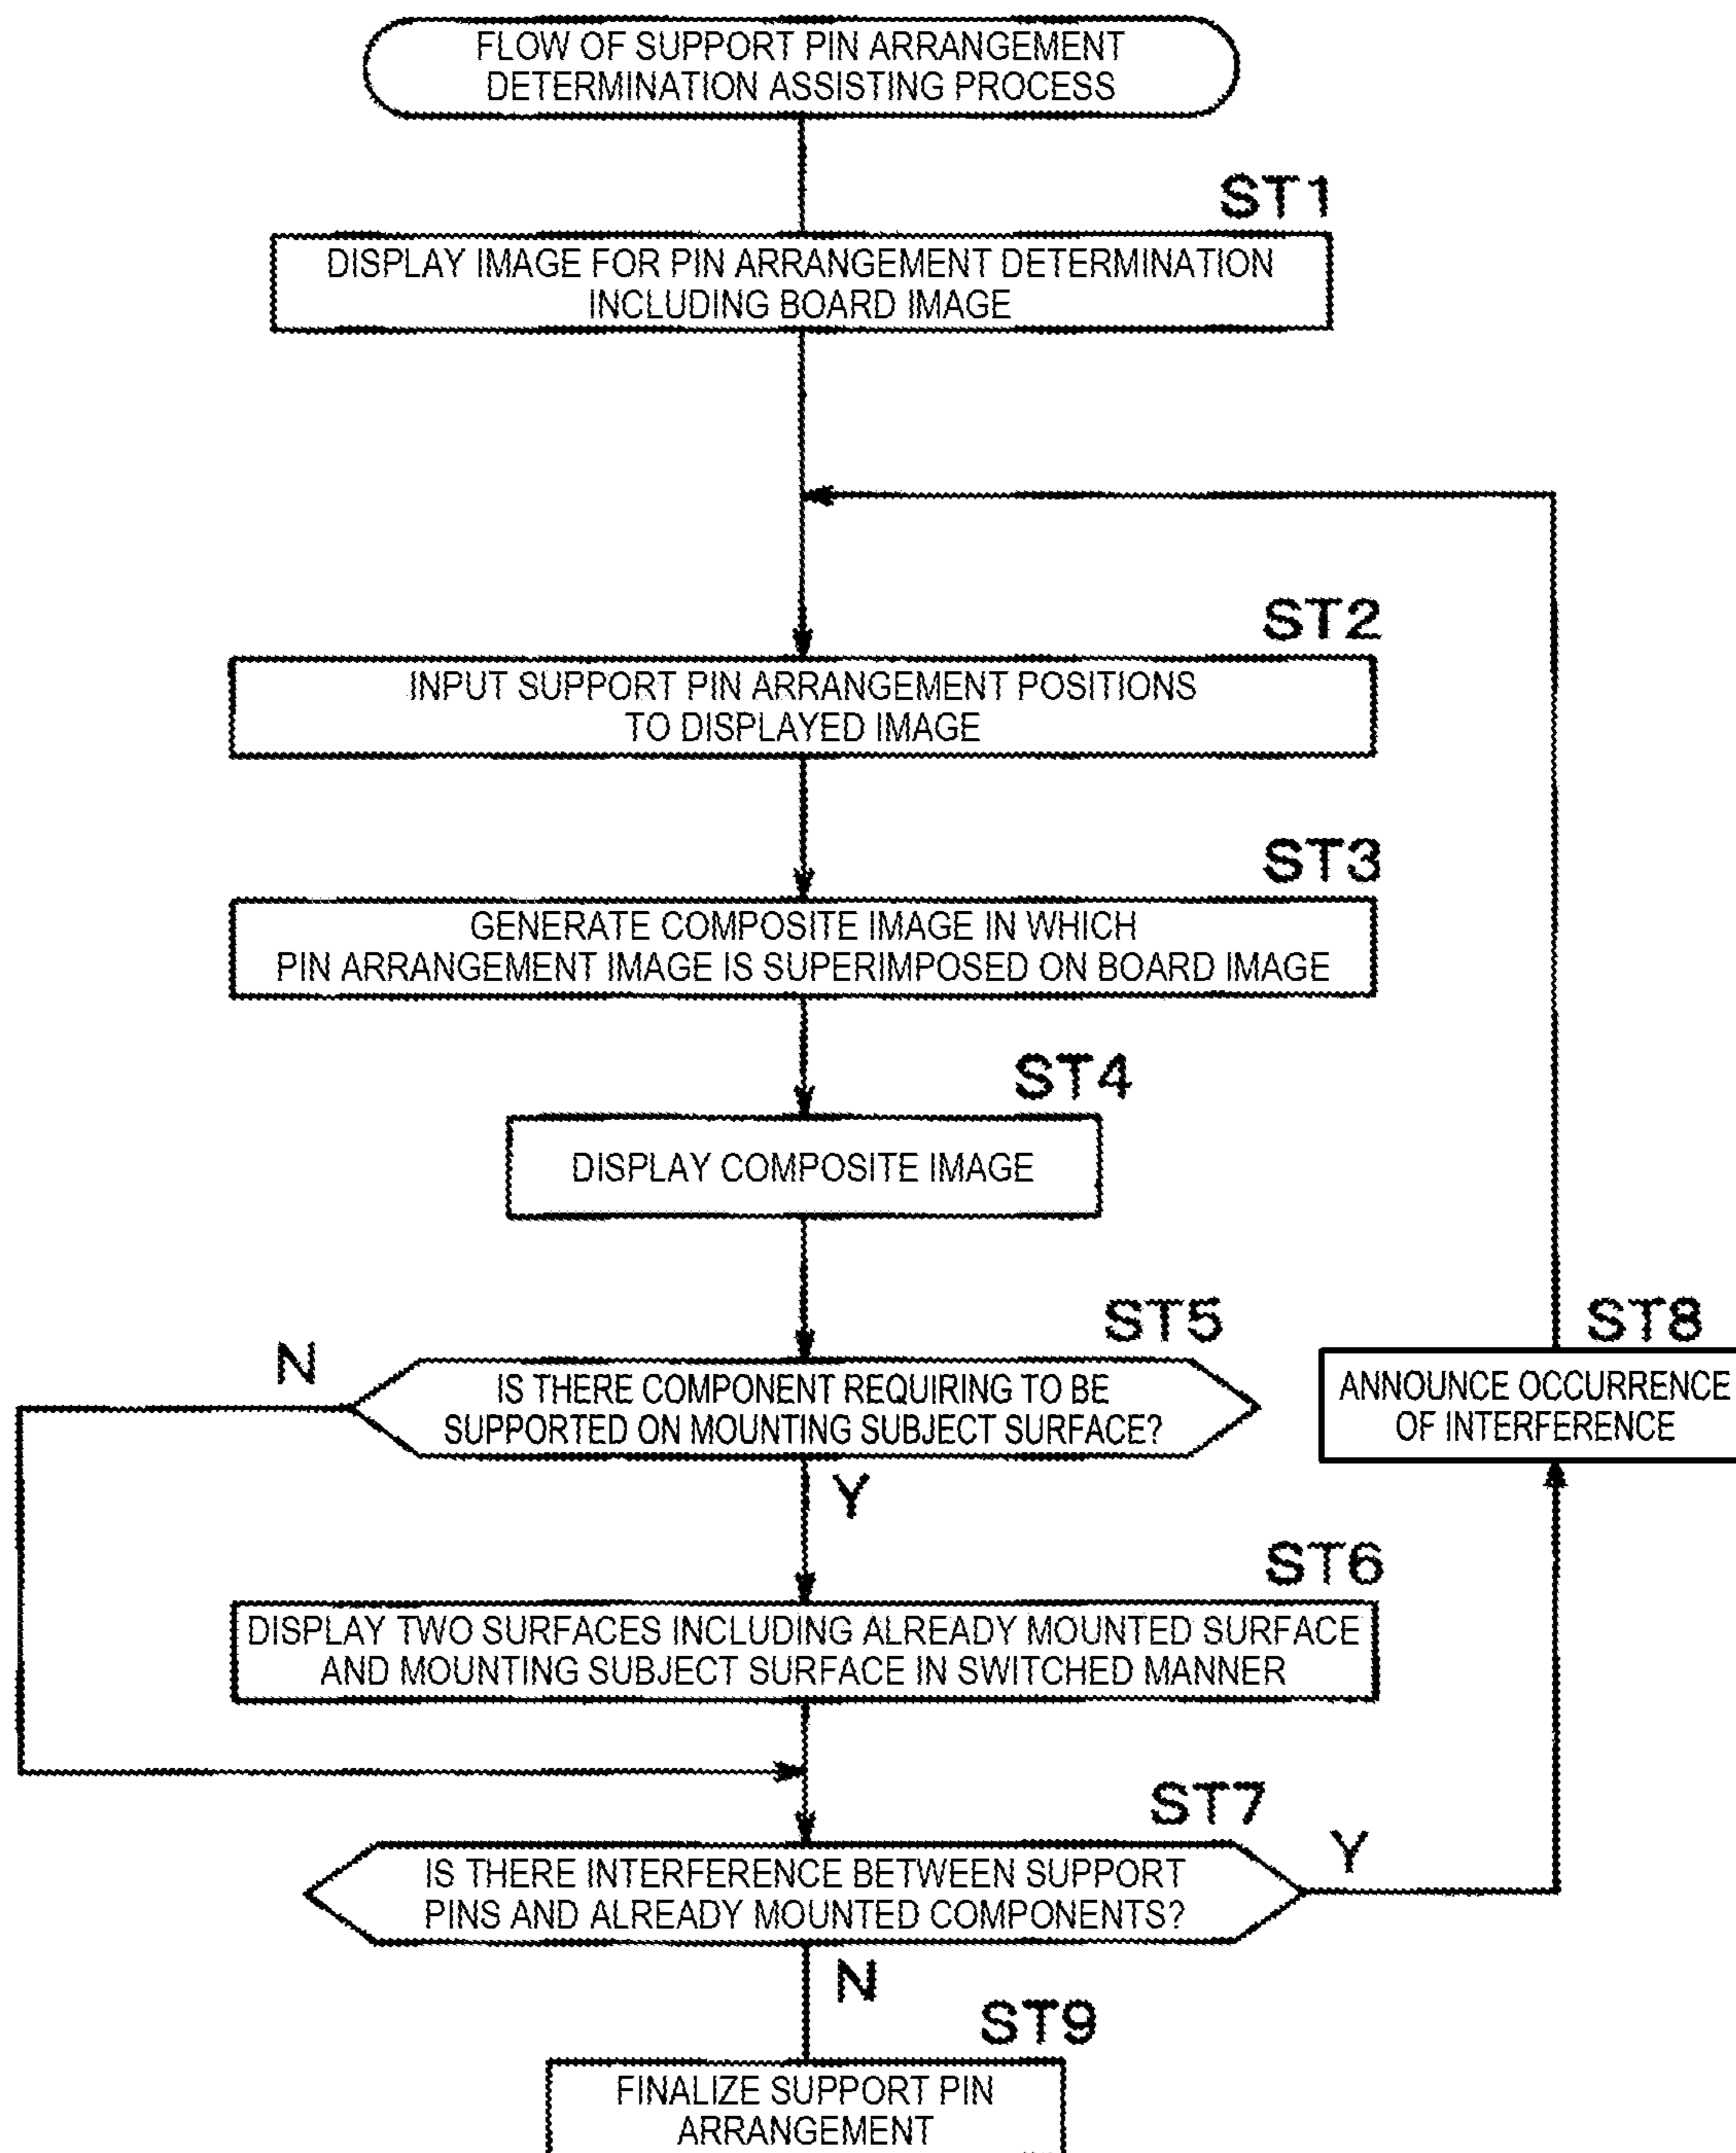 FLOW OF SUPPORT PIN ARRANGEMENT
DETERMINATION ASSISTING PROCESS
ST1
DISPLAY IMAGE FOR PIN ARRANGEMENT DETERMINATION
INCLUDING BOARD IMAGE
ST2
INPUT SUPPORT PIN ARRANGEMENT POSITIONS
TO DISPLAYED IMAGE
ST3
GENERATE COMPOSITE IMAGE IN WHICH
PIN ARRANGEMENT IMAGE IS SUPERIMPOSED ON BOARD IMAGE
ST4
DISPLAY COMPOSITE IMAGE
ST5
N
IS THERE COMPONENT REQUIRING TO BE
SUPPORTED ON MOUNTING SUBJECT SURFACE?
Y
ST8
ANNOUNCE OCCURRENCE
OF INTERFERENCE
ST6
DISPLAY TWO SURFACES INCLUDING ALREADY MOUNTED SURFACE
AND MOUNTING SUBJECT SURFACE IN SWITCHED MANNER
ST7
IS THERE INTERFERENCE BETWEEN SUPPORT
PINS AND ALREADY MOUNTED COMPONENTS?
Y
N
ST9
FINALIZE SUPPORT PIN
ARRANGEMENT